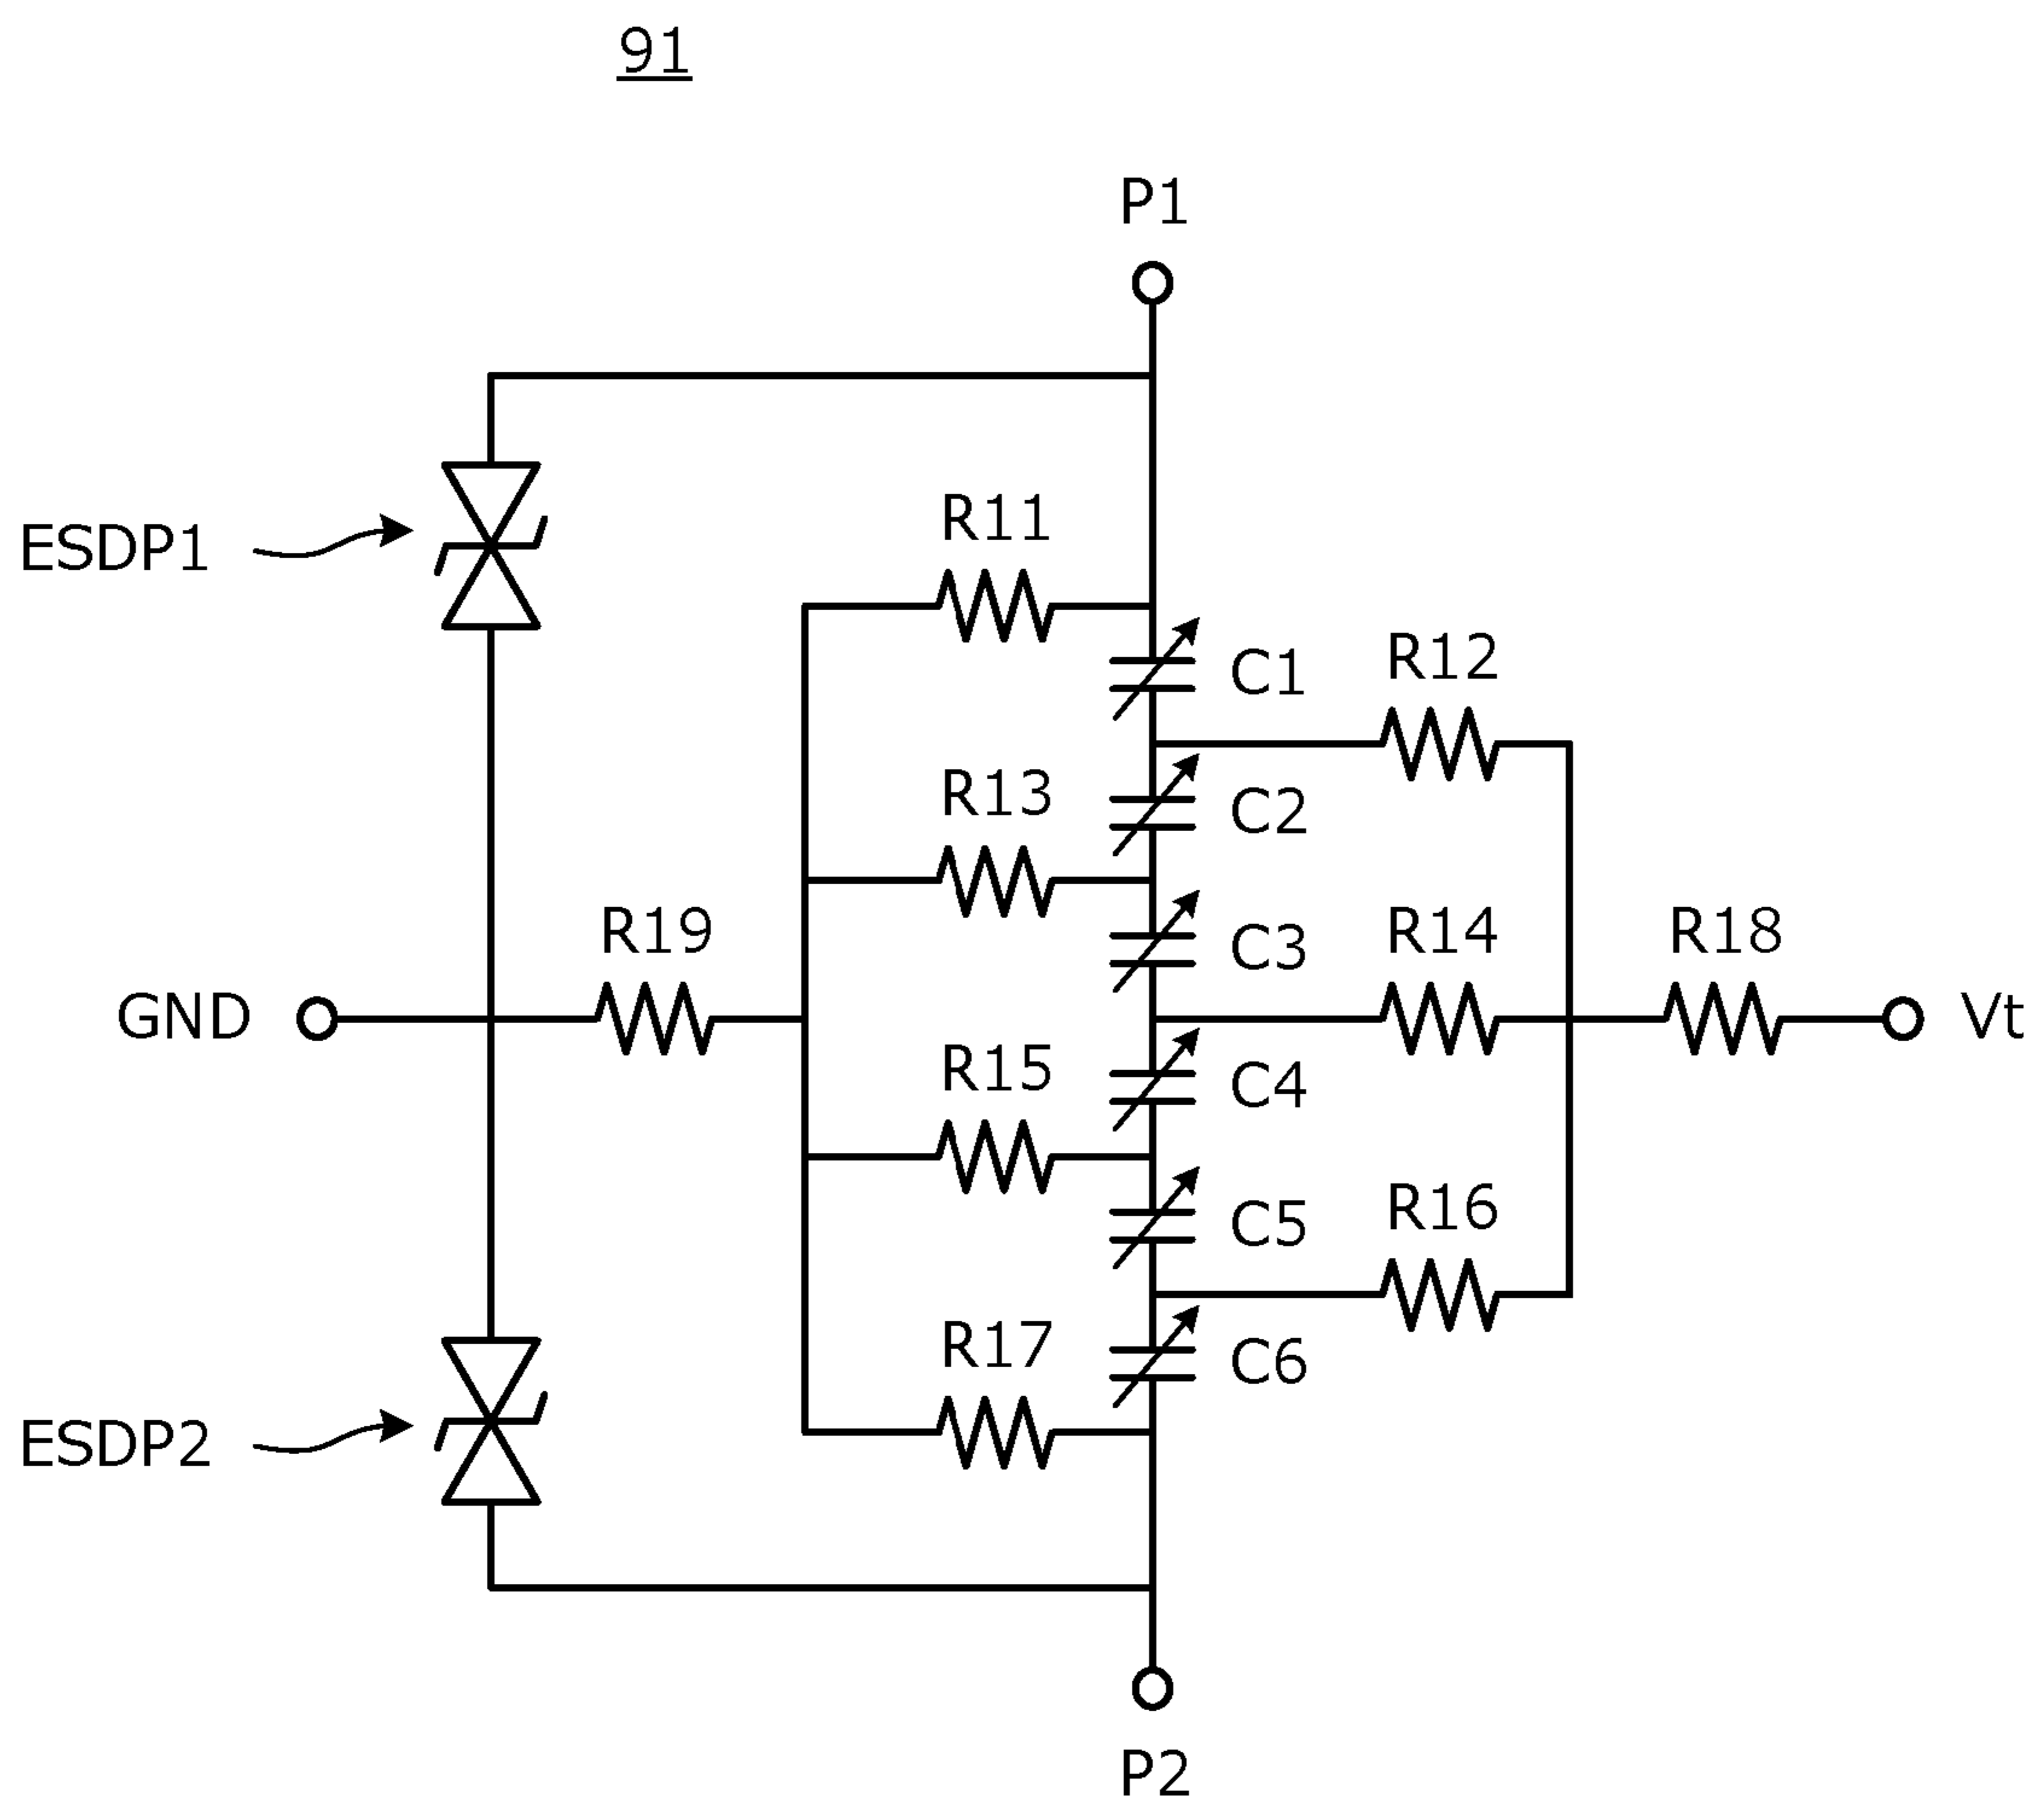 91
P1
R11
ESDP1
C1
R12
R13
C2
R19
C3
R14
R18
GND
Vt
R15
C4
R16
C5
R17
C6
ESDP2
P2